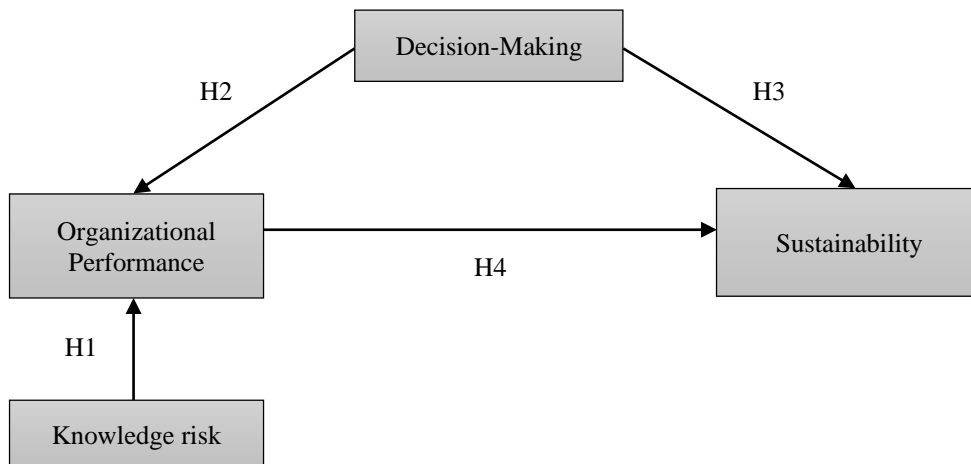 Decision-Making
H2
H3
Organizational
Performance
Sustainability
H4
H1
Knowledge risk